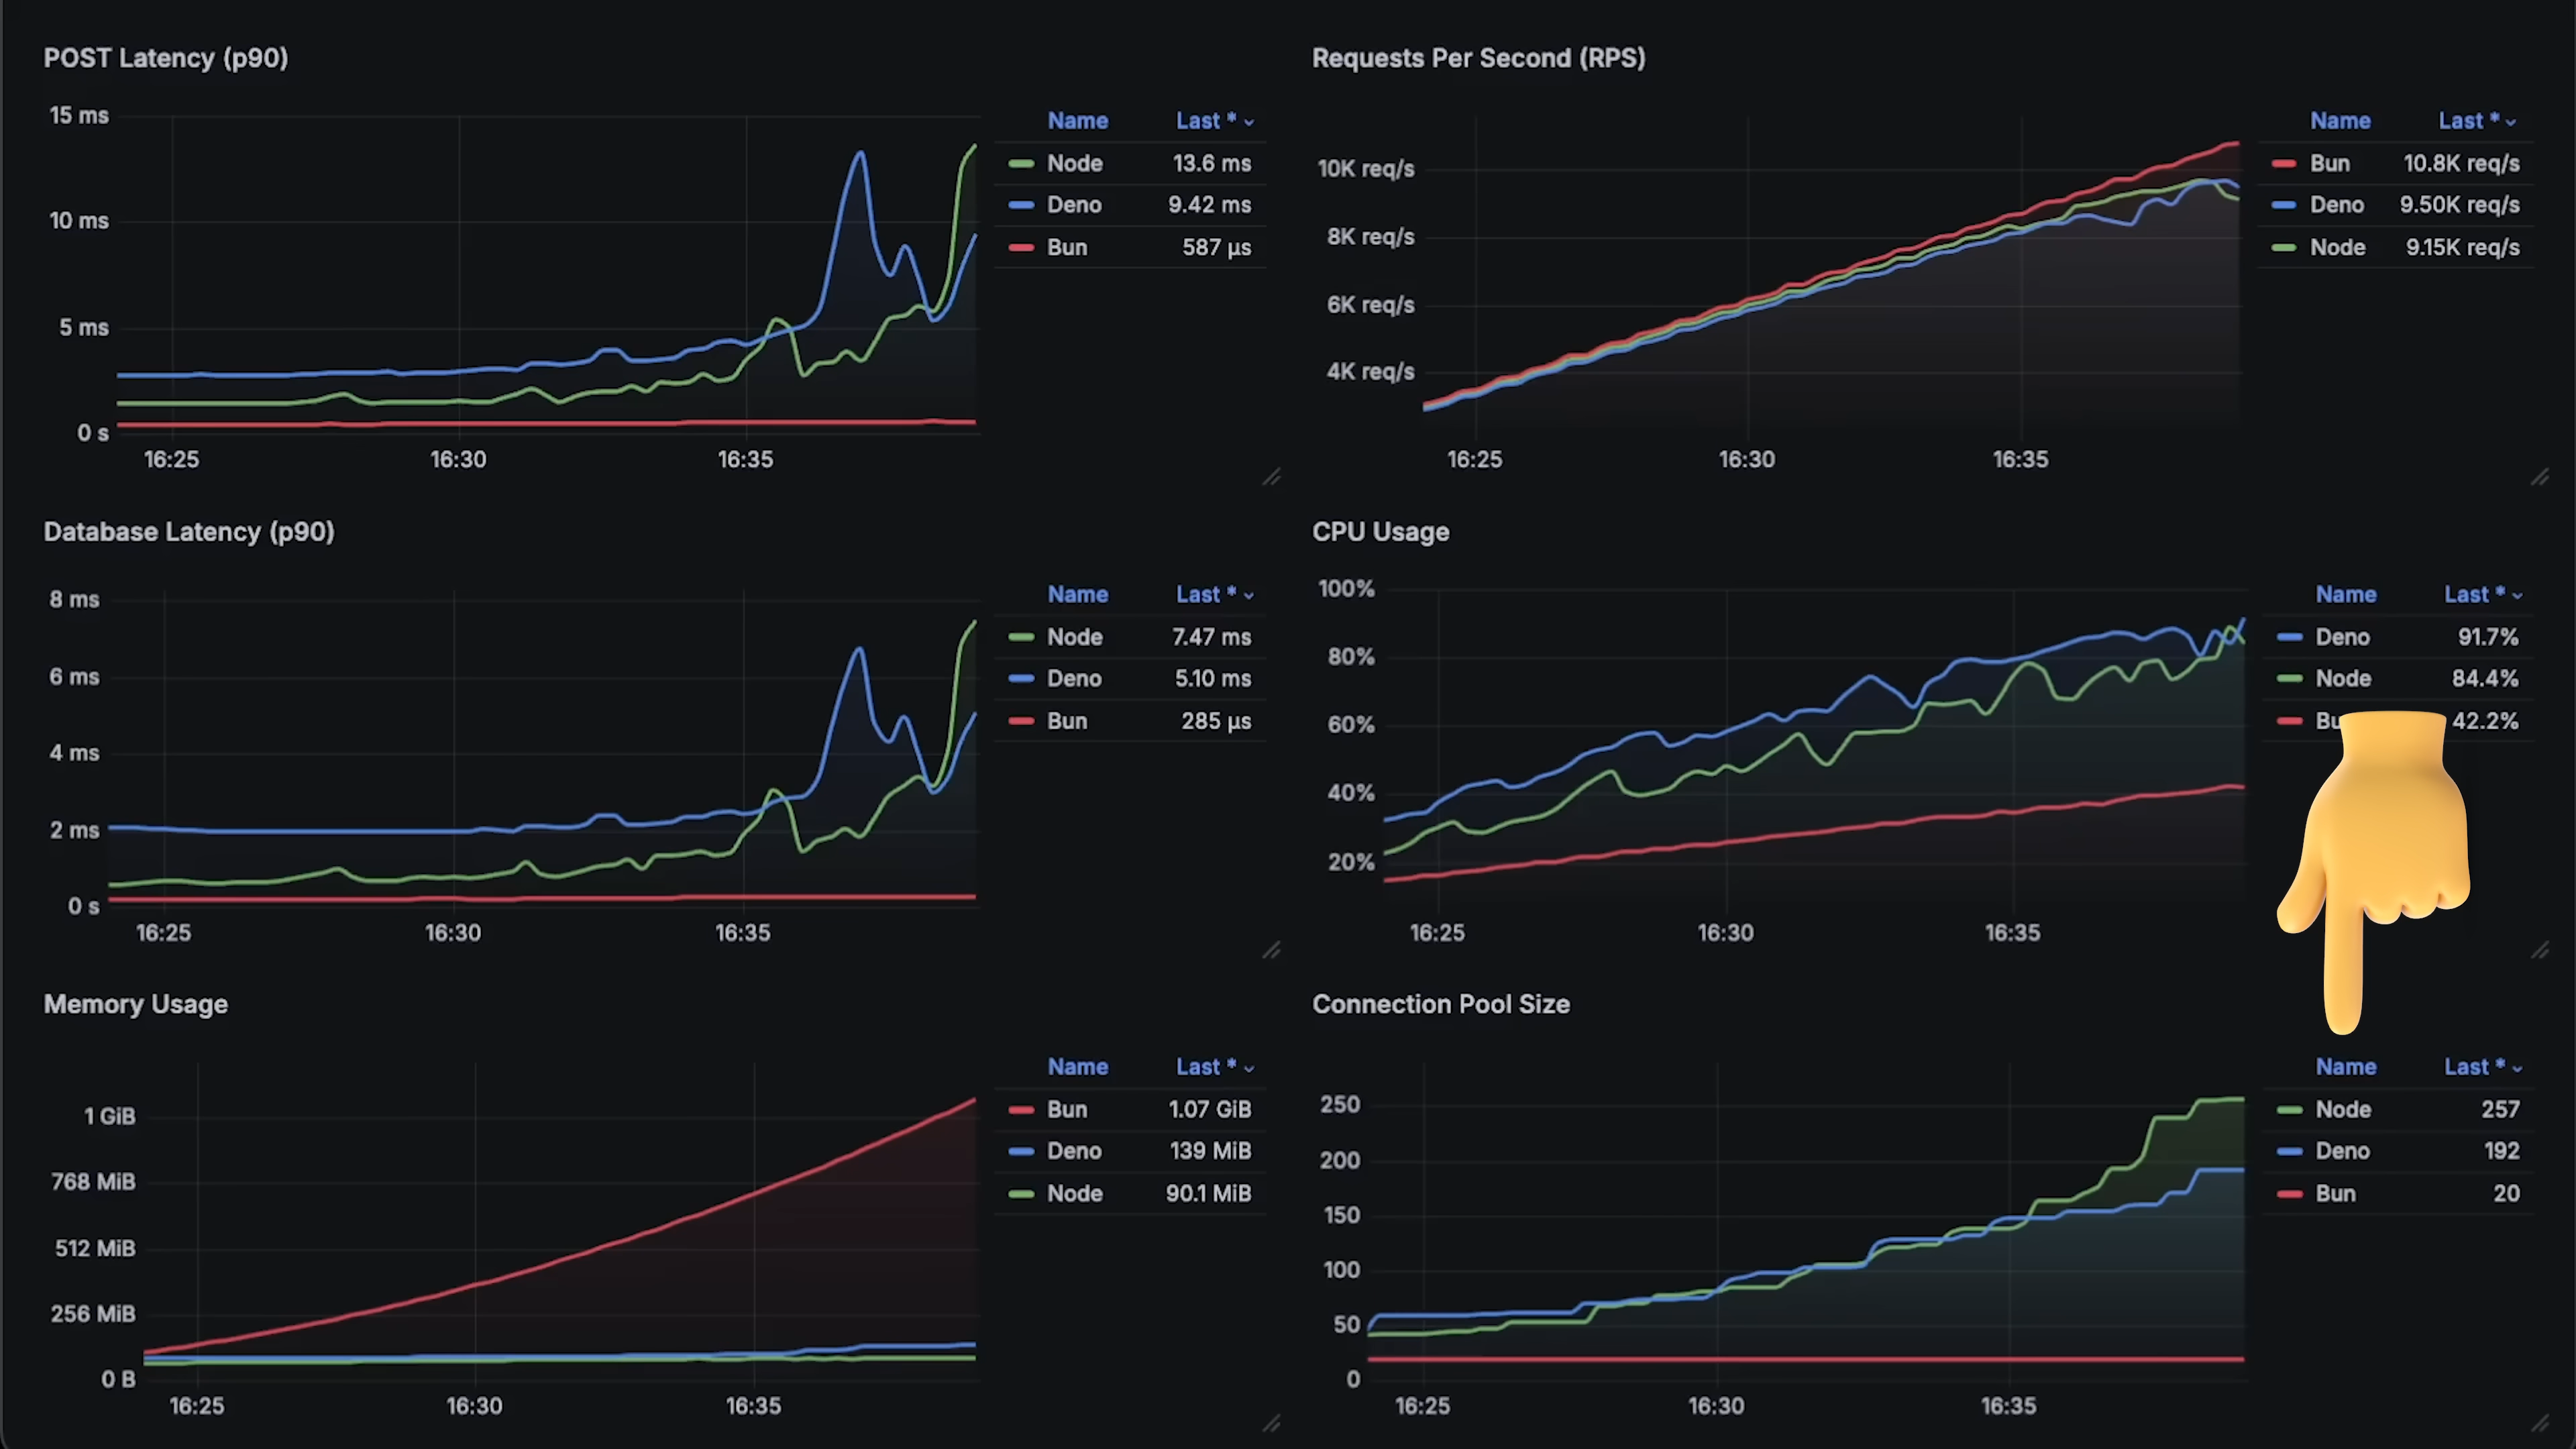 POST Latency (p90)
15 ms
10 ms
5 ms
0 s
16:25 16:30 16:35
Name Last *
Node 13.6 ms
Deno 9.42 ms
Bun 587 µs
Requests Per Second (RPS)
10K req/s
8K req/s
6K req/s
4K req/s
16:25 16:30 16:35
Name Last *
Bun 10.8K req/s
Deno 9.50K req/s
Node 9.15K req/s
Database Latency (p90)
8 ms
6 ms
4 ms
2 ms
0 s
16:25 16:30 16:35
Name Last *
Node 7.47 ms
Deno 5.10 ms
Bun 285 µs
CPU Usage
100%
80%
60%
40%
20%
16:25 16:30 16:35
Name Last *
Deno 91.7%
Node 84.4%
Bu 42.2%
Memory Usage
1 GiB
768 MiB
512 MiB
256 MiB
0 B
16:25 16:30 16:35
Name Last *
Bun 1.07 GiB
Deno 139 MiB
Node 90.1 MiB
Connection Pool Size
250
200
150
100
50
0
16:25 16:30 16:35
Name Last *
Node 257
Deno 192
Bun 20